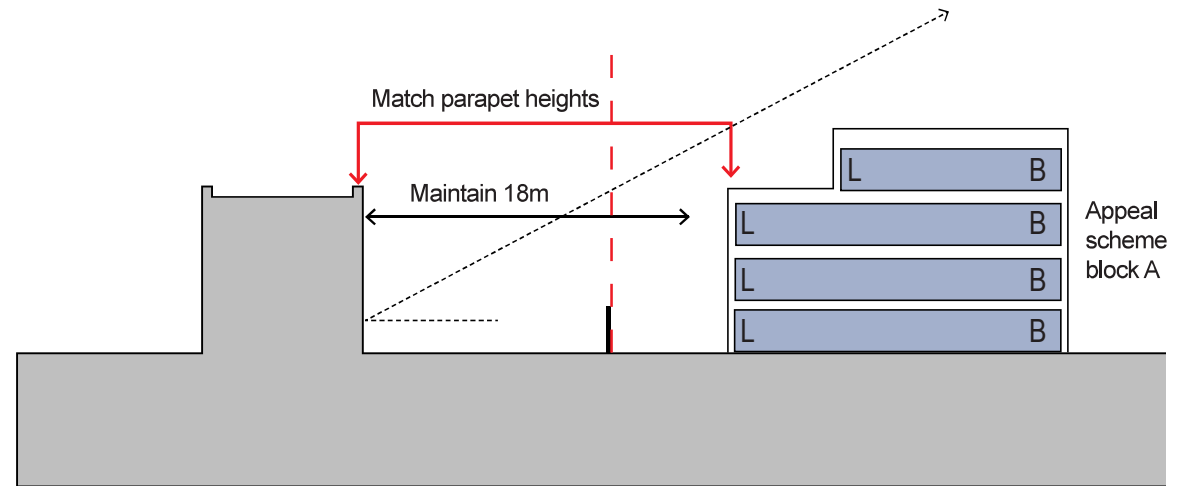 Match parapet heights
Maintain 18m
L B
L B
L B
L B
Appeal
scheme
block A